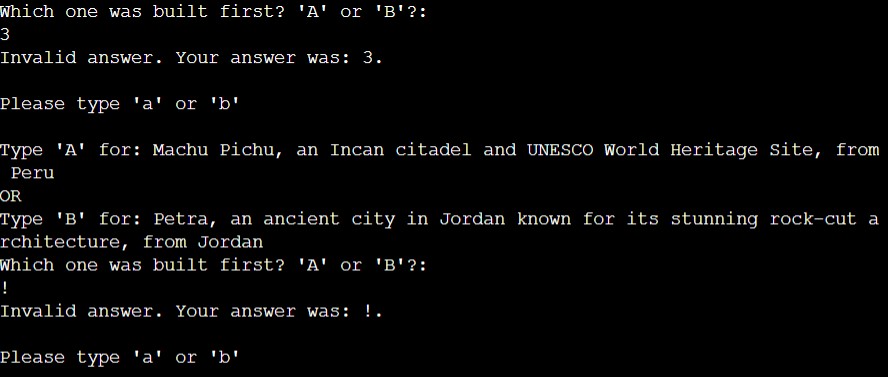 Which one was built first? 'A' or 'B'?:
3
Invalid answer. Your answer was: 3.
Please type 'a' or 'b'
Type 'A' for: Machu Pichu, an Incan citadel and UNESCO World Heritage Site, from
 Peru
OR
Type 'B' for: Petra, an ancient city in Jordan known for its stunning rock-cut a
rchitecture, from Jordan
Which one was built first? 'A' or 'B'?:
!
Invalid answer. Your answer was: !.
Please type 'a' or 'b'